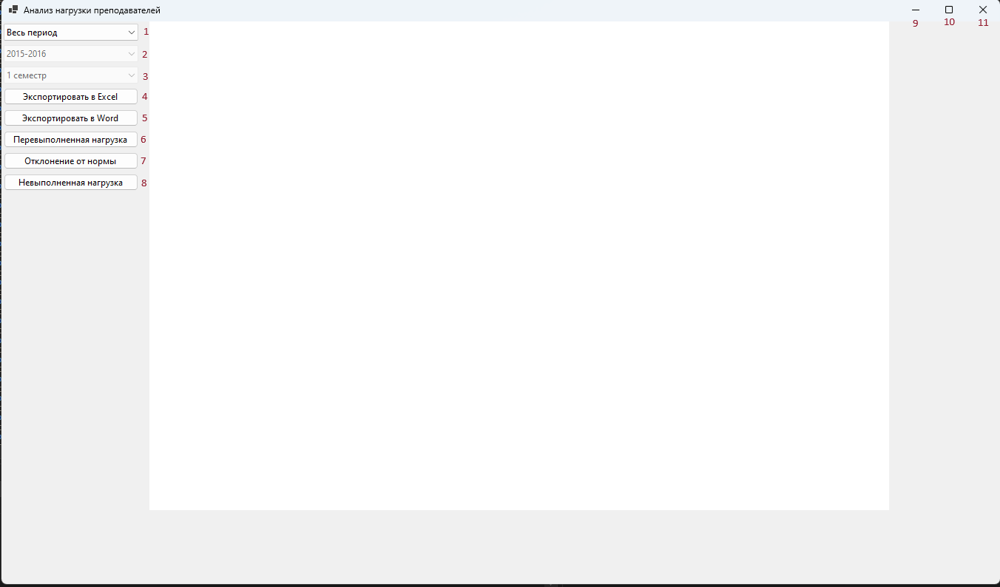 Анализ нагрузки преподавателей
9 10 11
Весь период 1
2015-2016 2
1 семестр 3
Экспортировать в Excel 4
Экспортировать в Word 5
Перевыполненная нагрузка 6
Отклонение от нормы 7
Невыполненная нагрузка 8